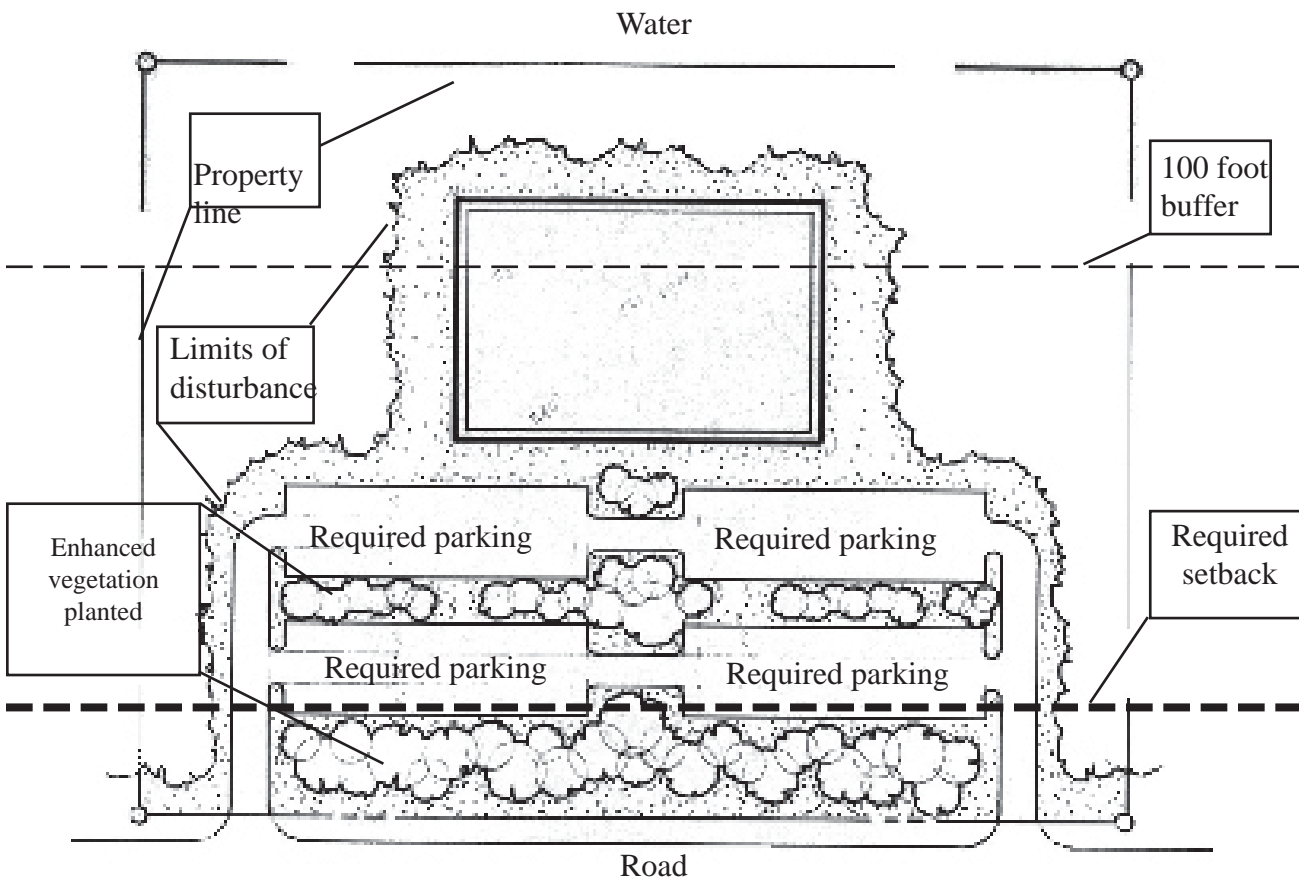 Water
Property
line
100 foot
buffer
Limits of
disturbance
Required parking
Required parking
Enhanced
vegetation
planted
Required
setback
Required parking
Required parking
Road